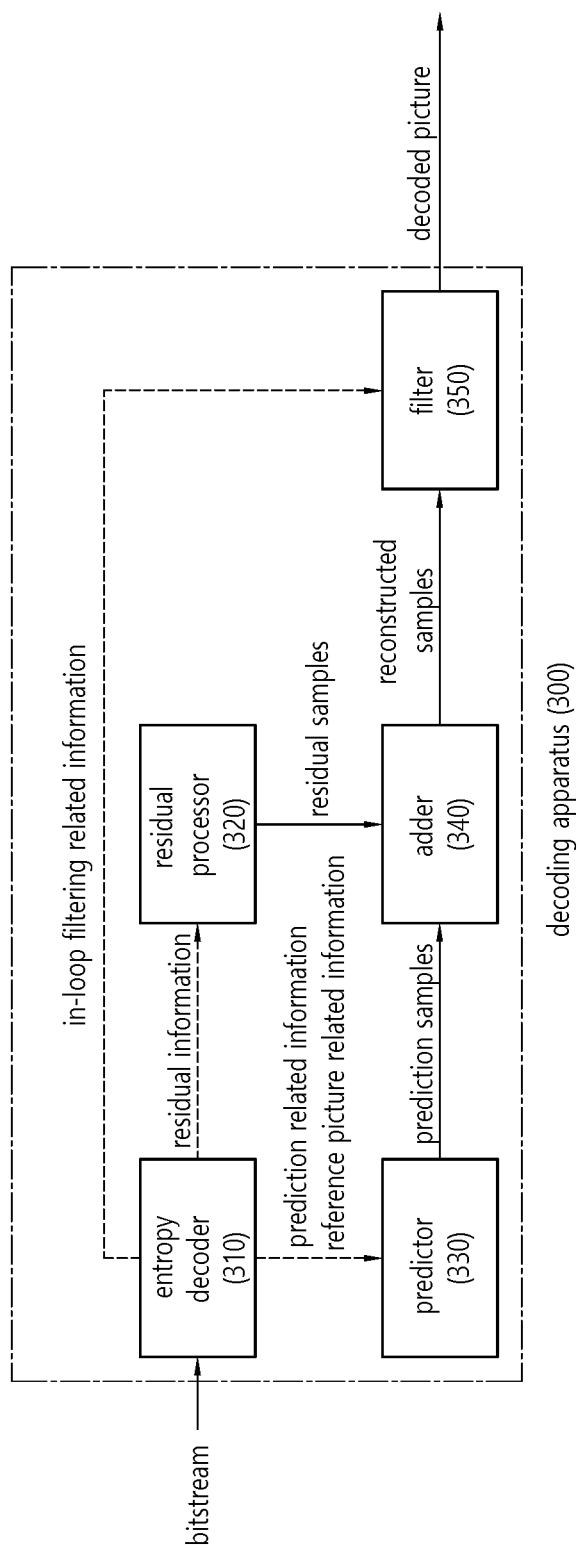 in-loop filtering related information
bitstream
entropy
decoder
(310)
residual information
residual
processor
(320)
prediction related information
reference picture related information
residual samples
predictor
(330)
prediction samples
adder
(340)
reconstructed
samples
filter
(350)
decoded picture
decoding apparatus (300)